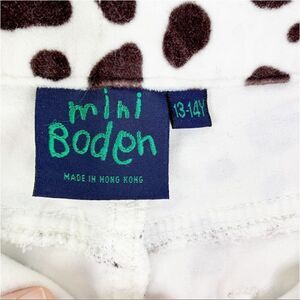 mini
Boden
MADE IN HONG KONG
13-14Y